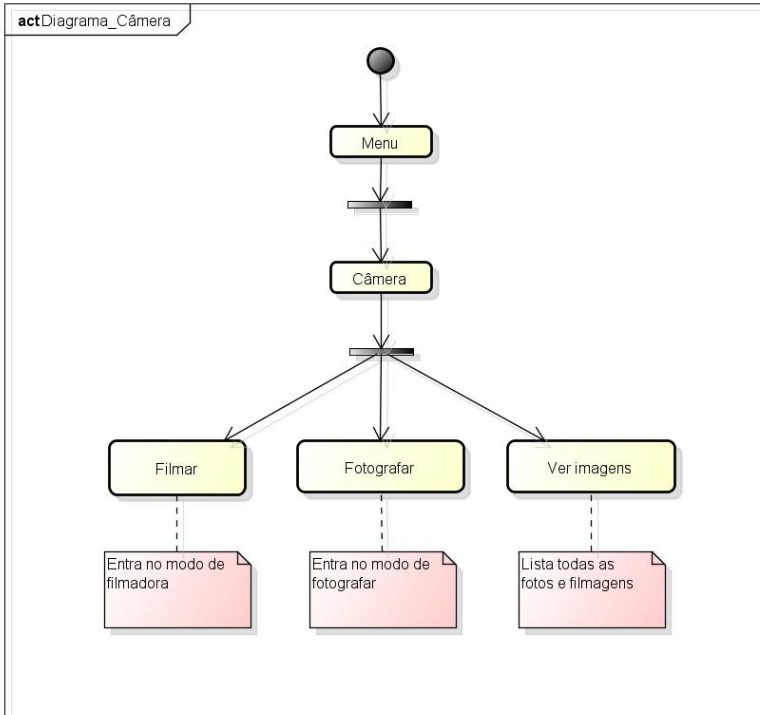 act Diagrama_Câmera
Menu
Câmera
Filmar
Fotografar
Ver imagens
Entra no modo de
filmadora
Entra no modo de
fotografar
Lista todas as
fotos e filmagens